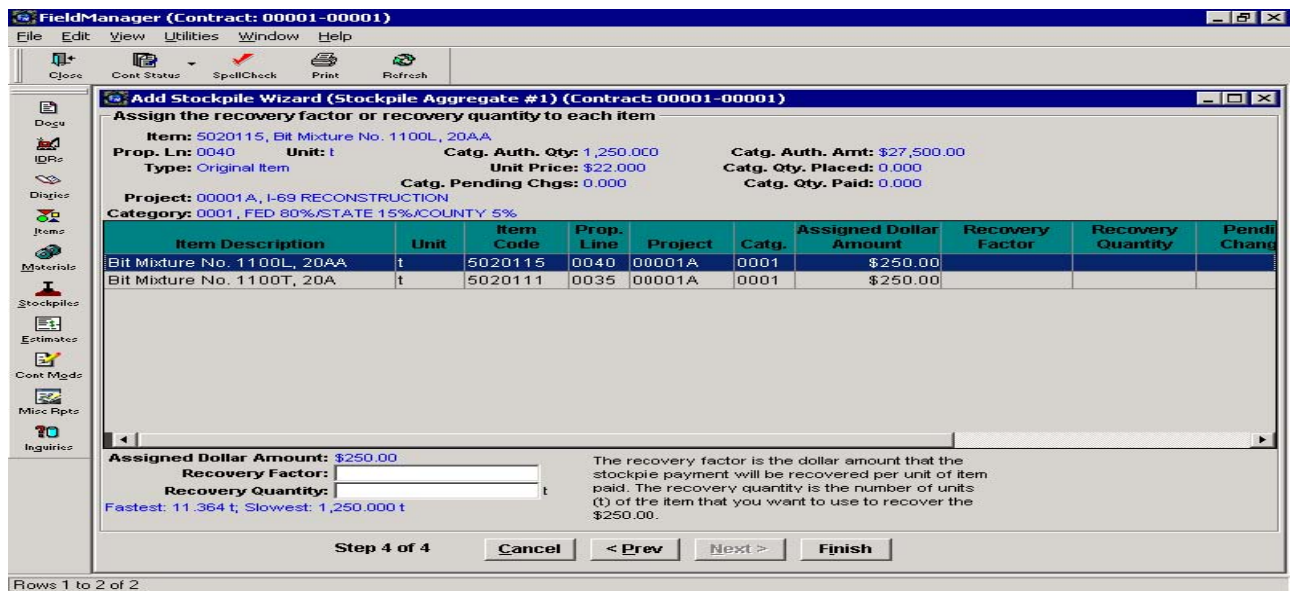 FieldManager (Contract: 00001-00001)
File Edit View Utilities Window Help
Close Cont Status SpellCheck Print Refresh
Add Stockpile Wizard (Stockpile Aggregate #1) (Contract: 00001-00001)
Assign the recovery factor or recovery quantity to each item
Item: 5020115, Bit Mixture No. 1100L, 20AA
Prop. Ln: 0040 Unit: t Catg. Auth. Qty: 1,250.000 Catg. Auth. Amt: $27,500.00
Type: Original Item Unit Price: $22.000 Catg. Qty. Placed: 0.000
Catg. Pending Chgs: 0.000 Catg. Qty. Paid: 0.000
Project: 00001A, I-69 RECONSTRUCTION
Category: 0001, FED 80%/STATE 15%/COUNTY 5%
Item Description Unit Item Code Prop. Line Project Catg. Assigned Dollar Amount Recovery Factor Recovery Quantity Pendi Chang
Bit Mixture No. 1100L, 20AA t 5020115 0040 00001A 0001 $250.00
Bit Mixture No. 1100T, 20A t 5020111 0035 00001A 0001 $250.00
Docu
IDRs
Diaries
Items
Materials
Stockpiles
Estimates
Cont Mods
Misc Rpts
Inquiries
Assigned Dollar Amount: $250.00
Recovery Factor:
Recovery Quantity: t
Fastest: 11.364 t; Slowest: 1,250.000 t
The recovery factor is the dollar amount that the
stockpie payment will be recovered per unit of item
paid. The recovery quantity is the number of units
(t) of the item that you want to use to recover the
$250.00.
Step 4 of 4 Cancel < Prev Next > Finish
Rows 1 to 2 of 2